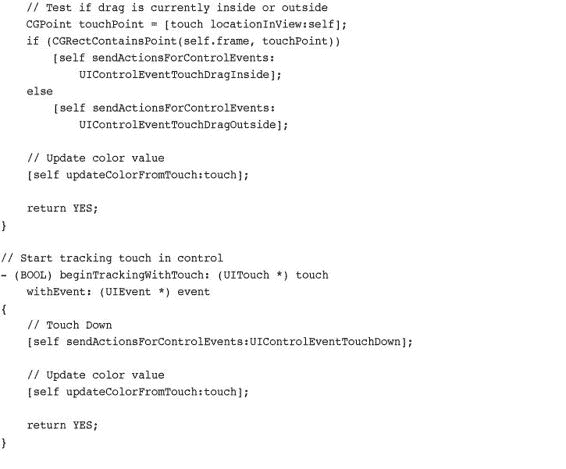 // Test if drag is currently inside or outside
CGPoint touchPoint = [touch locationInView:self];
if (CGRectContainsPoint(self.frame, touchPoint))
[self sendActionsForControlEvents:
UIControlEventTouchDragInside];
else
[self sendActionsForControlEvents:
UIControlEventTouchDragOutside];
// Update color value
[self updateColorFromTouch:touch];
return YES;
}
// Start tracking touch in control
- (BOOL) beginTrackingWithTouch: (UITouch *) touch
withEvent: (UIEvent *) event
{
// Touch Down
[self sendActionsForControlEvents:UIControlEventTouchDown];
// Update color value
[self updateColorFromTouch:touch];
return YES;
}